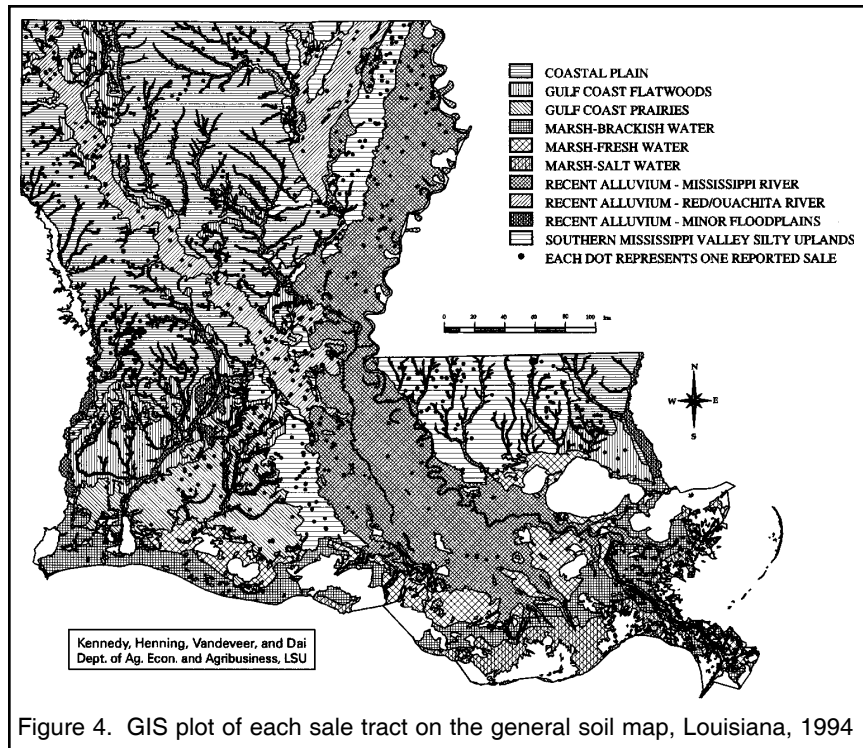 COASTAL PLAIN
GULF COAST FLATWOODS
GULF COAST PRAIRIES
MARSH-BRACKISH WATER
MARSH-FRESH WATER
MARSH-SALT WATER
RECENT ALLUVIUM - MISSISSIPPI RIVER
RECENT ALLUVIUM - RED/OUACHITA RIVER
RECENT ALLUVIUM - MINOR FLOODPLAINS
SOUTHERN MISSISSIPPI VALLEY SILTY UPLANDS
EACH DOT REPRESENTS ONE REPORTED SALE
0 20 40 60 80 100
N
W E
S
Kennedy, Henning, Vandeveer, and Dai
Dept. of Ag. Econ. and Agribusiness, LSU
Figure 4. GIS plot of each sale tract on the general soil map, Louisiana, 1994